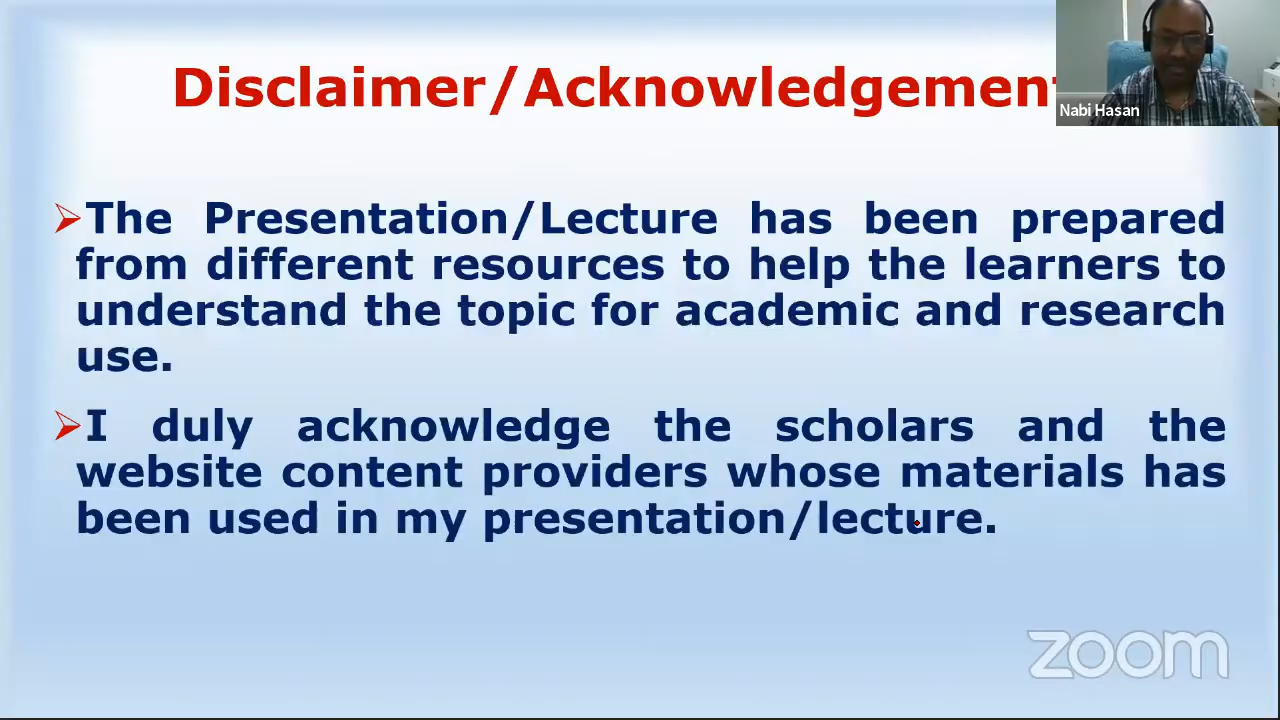 Disclaimer/Acknowledgement
Nabi Hasan
The Presentation/Lecture has been prepared
from different resources to help the learners to
understand the topic for academic and research
use.
I duly acknowledge the scholars and the
website content providers whose materials has
been used in my presentation/lecture.
zoom